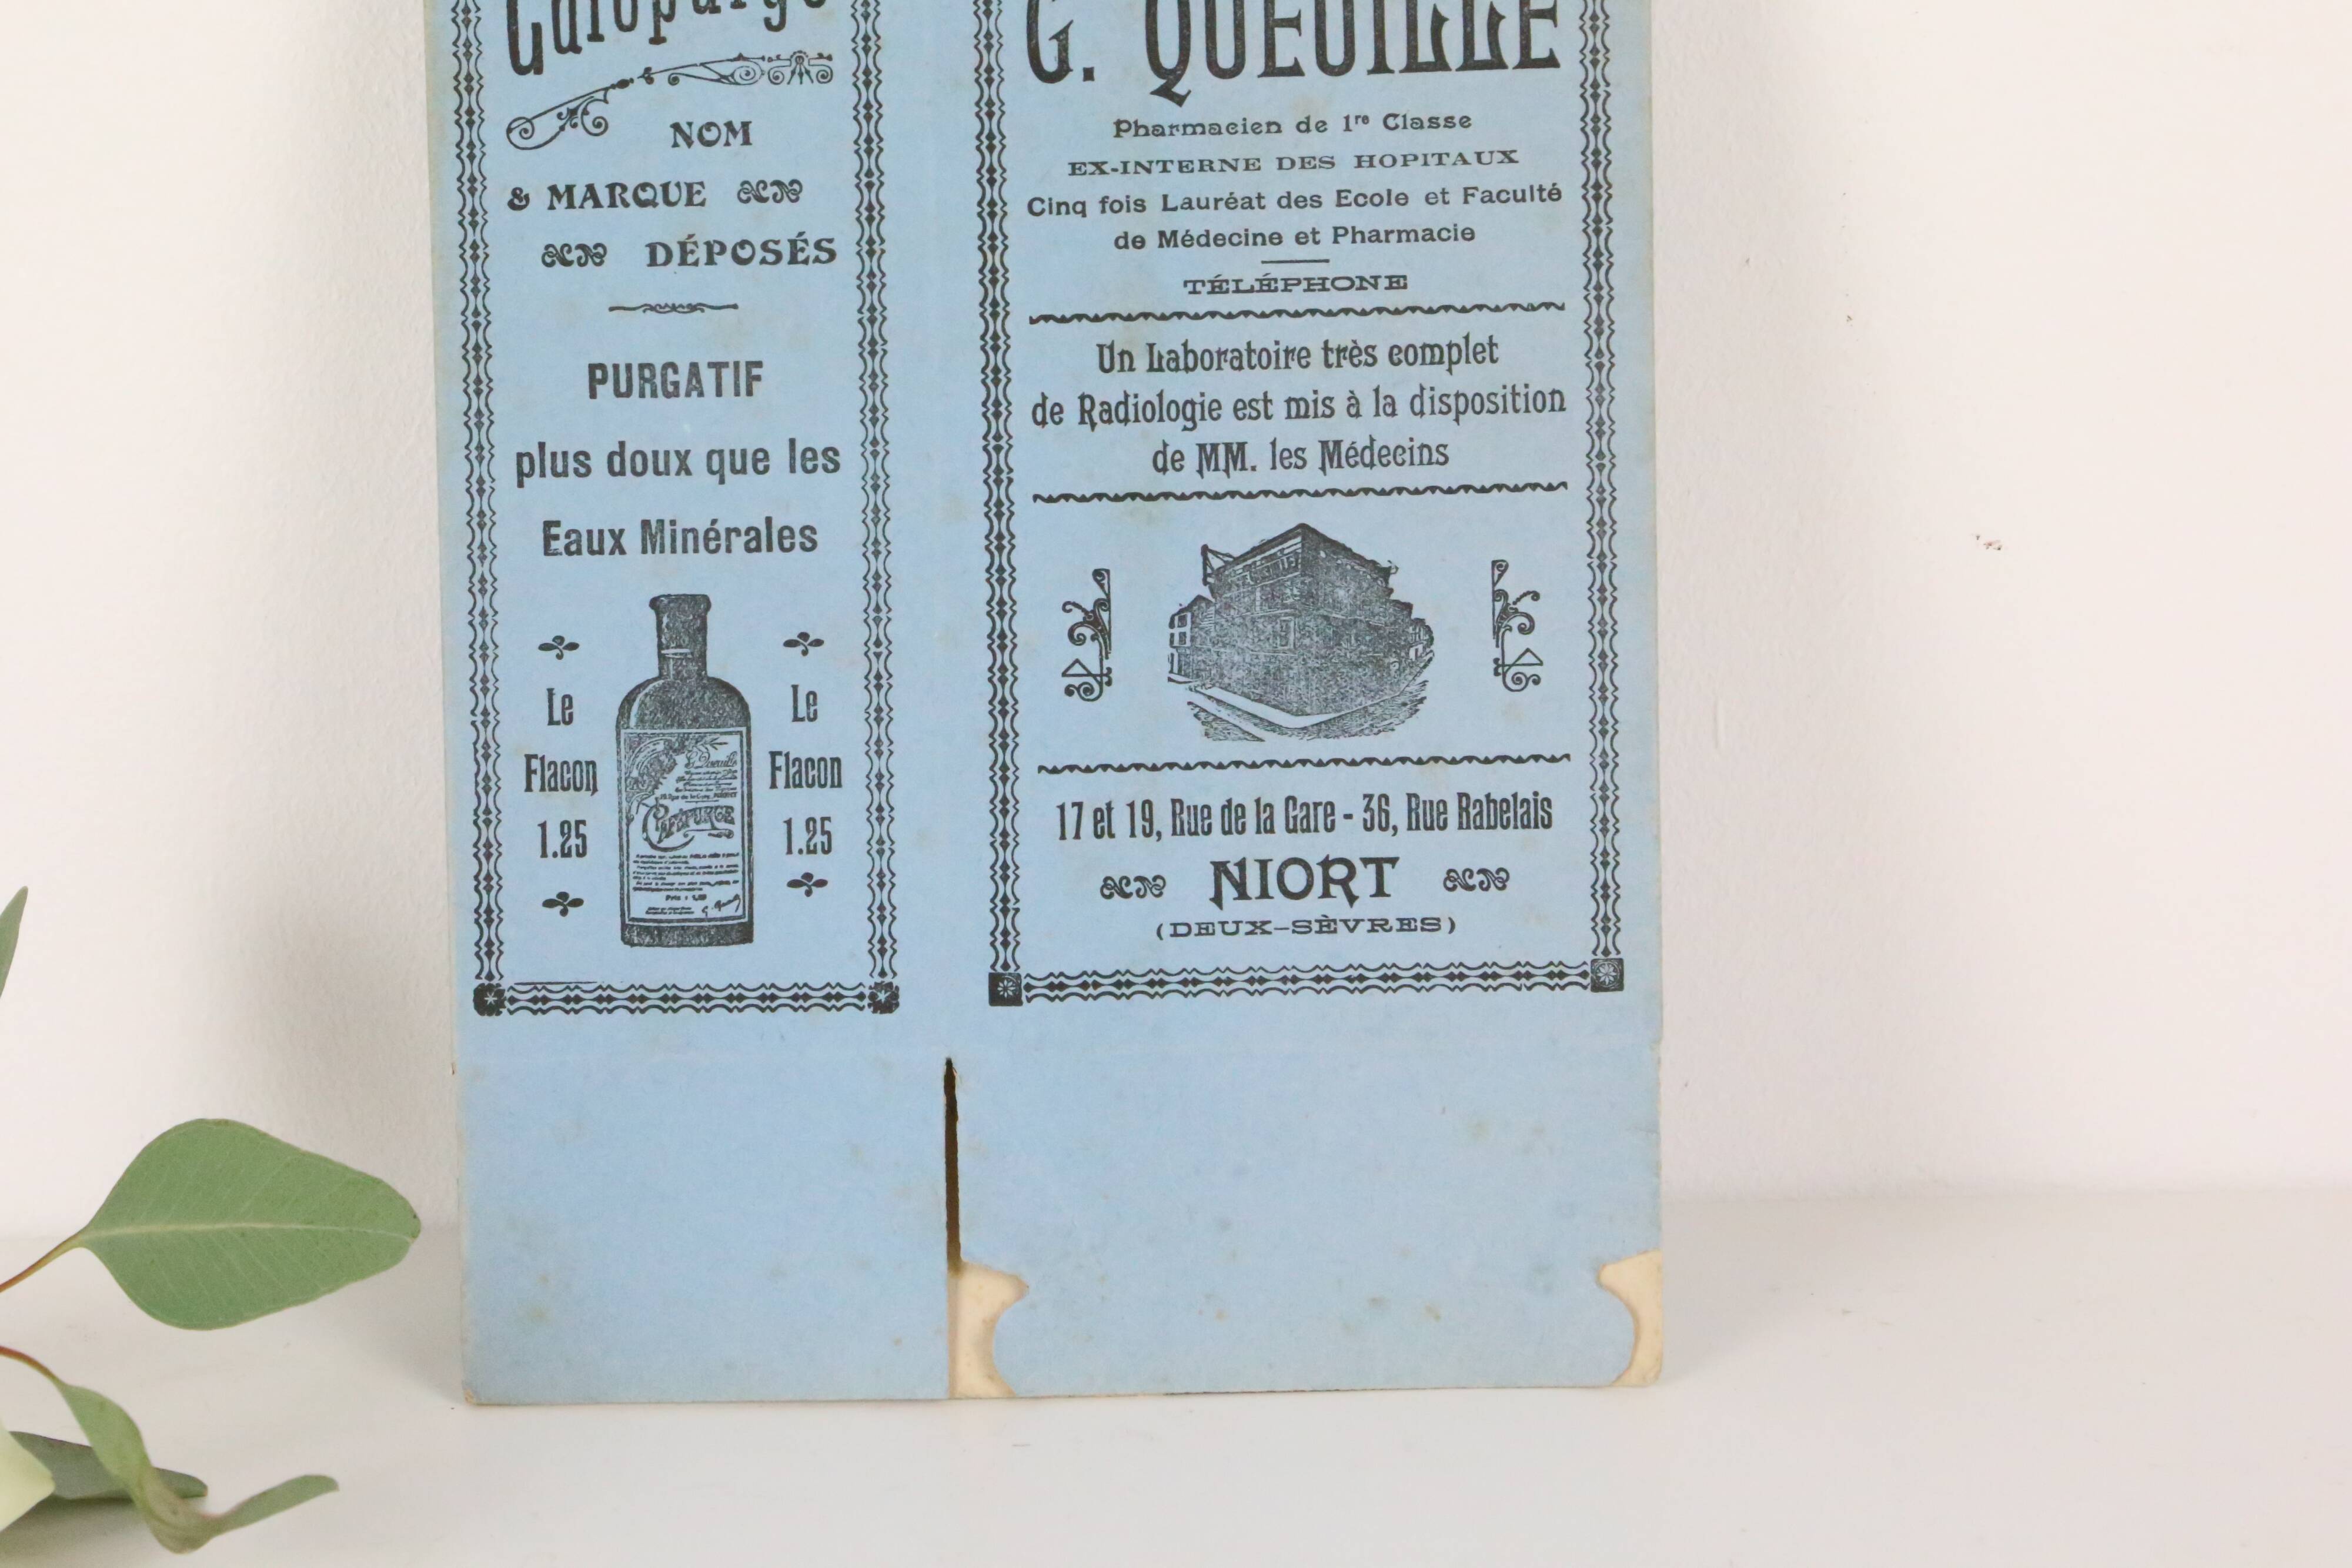 NOM
& MARQUE
DÉPOSÉS
PURGATIF
plus doux que les
Eaux Minérales
Le
Flacon
1.25
CAFÉPURGE
Le
Flacon
1.25
G. QUEUILLE
Pharmacien de 1re Classe
EX-INTERNE DES HOPITAUX
Cinq fois Lauréat des Ecole et Faculté
de Médecine et Pharmacie
TÉLÉPHONE
Un Laboratoire très complet
de Radiologie est mis à la disposition
de MM. les Médecins
17 et 19, Rue de la Gare - 36, Rue Rabelais
NIORT
(DEUX-SÈVRES)